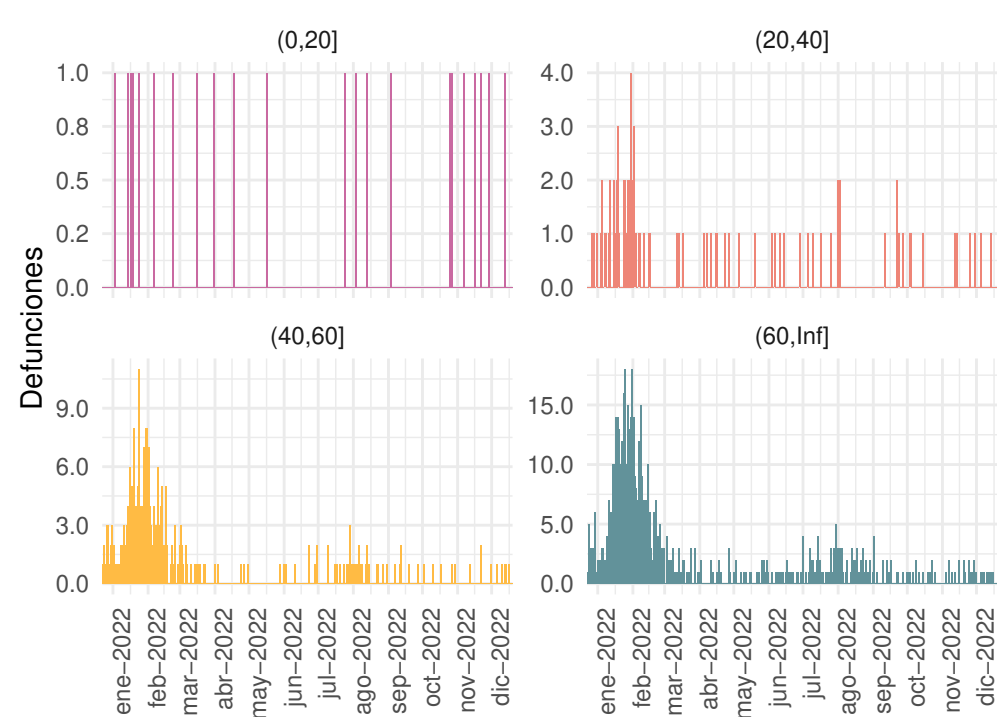 (0,20]
(20,40]
1.0
0.8
0.5
0.2
0.0
4.0
3.0
2.0
1.0
0.0
Defunciones
(40,60]
(60,Inf]
9.0
6.0
3.0
0.0
15.0
10.0
5.0
0.0
ene−2022
feb−2022
mar−2022
abr−2022
may−2022
jun−2022
jul−2022
ago−2022
sep−2022
oct−2022
nov−2022
dic−2022
ene−2022
feb−2022
mar−2022
abr−2022
may−2022
jun−2022
jul−2022
ago−2022
sep−2022
oct−2022
nov−2022
dic−2022